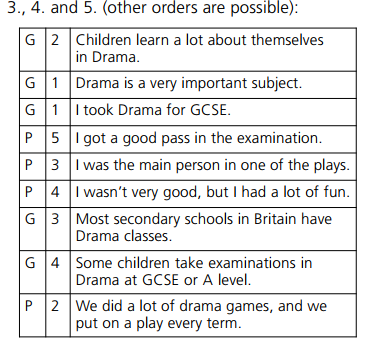 3., 4. and 5. (other orders are possible):
G 2 Children learn a lot about themselves
in Drama.
G 1 Drama is a very important subject.
G 1 I took Drama for GCSE.
P 5 I got a good pass in the examination.
P 3 I was the main person in one of the plays.
P 4 I wasn't very good, but I had a lot of fun.
G 3 Most secondary schools in Britain have
Drama classes.
G 4 Some children take examinations in
Drama at GCSE or A level.
P 2 We did a lot of drama games, and we
put on a play every term.